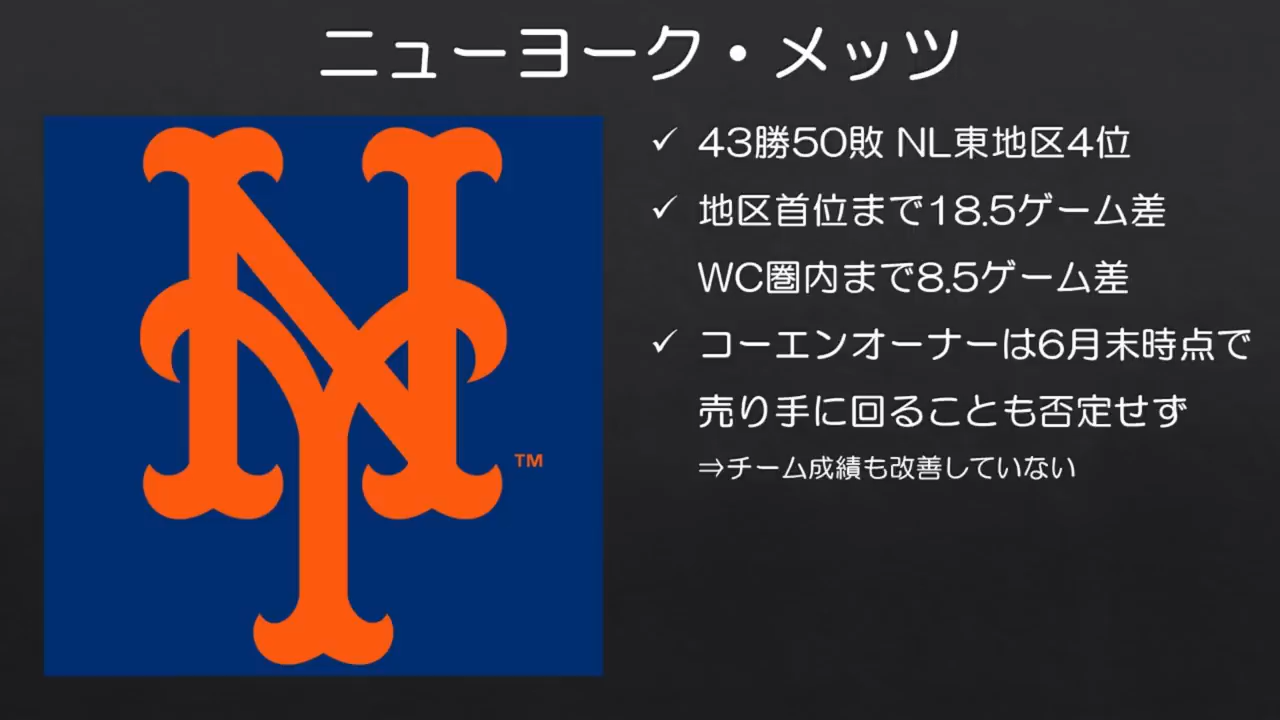 ニューヨーク・メッツ
✓ 43勝50敗 NL東地区4位
✓ 地区首位まで18.5ゲーム差
WC圏内まで8.5ゲーム差
✓ コーエンオーナーは6月末時点で
売り手に回ることも否定せず
⇒チーム成績も改善していない
NY
TM